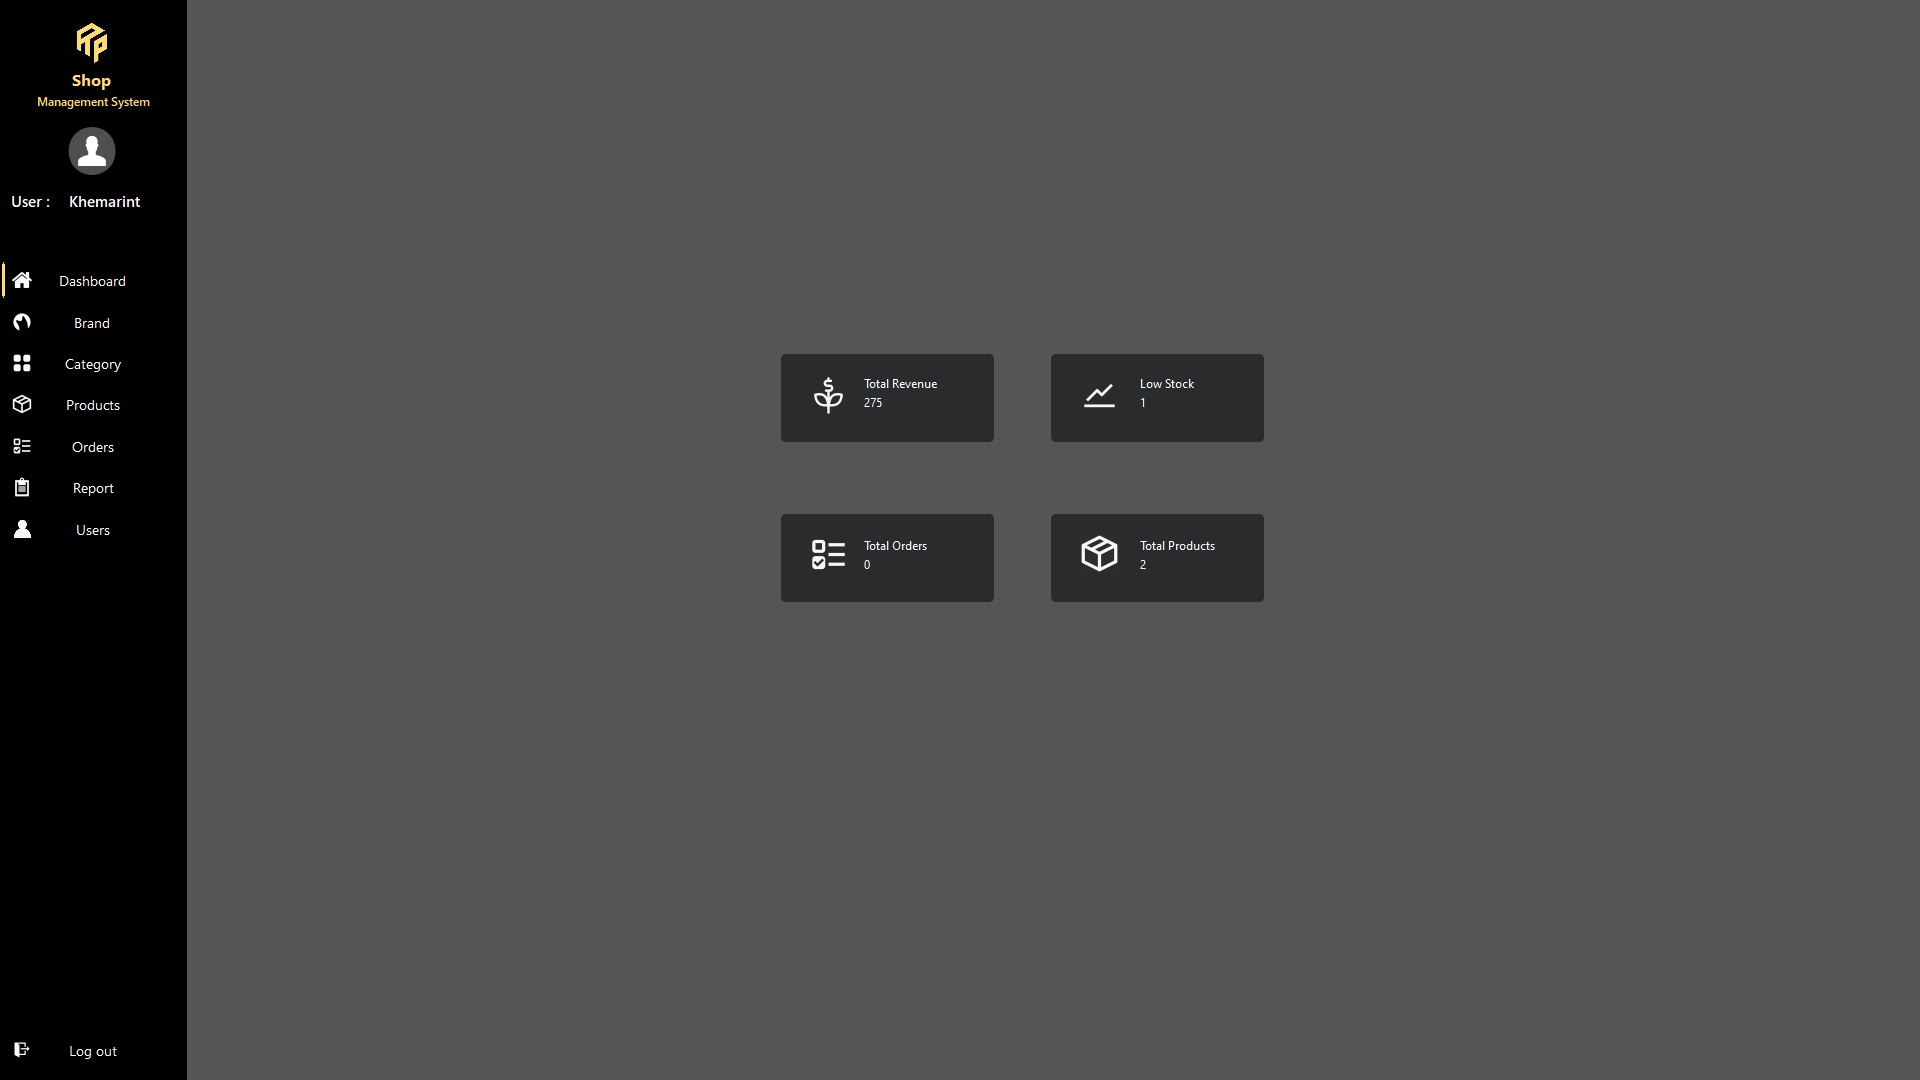 Shop
Management System
User : Khemarint
Dashboard
Brand
Category
Products
Orders
Report
Users
Log out
Total Revenue
275
Low Stock
1
Total Orders
0
Total Products
2